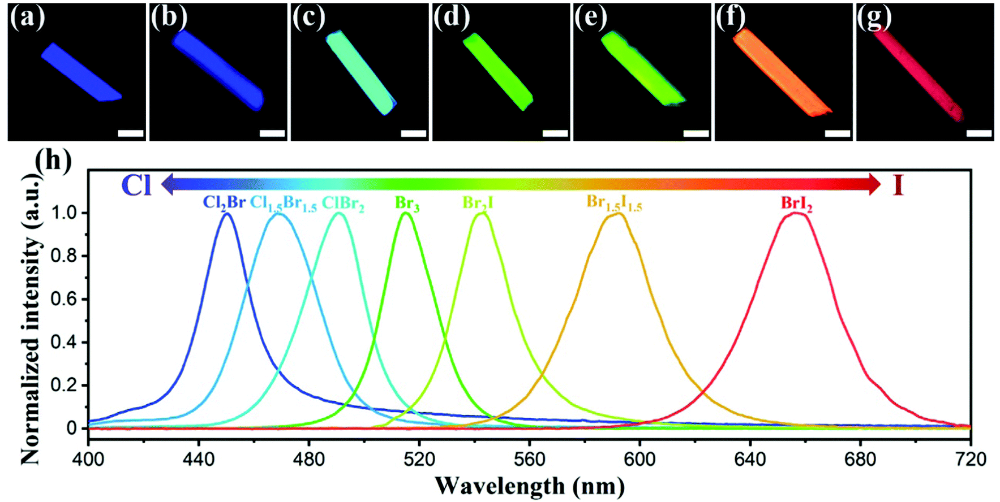 (a) (b) (c) (d) (e) (f) (g)
(h)
Cl I
Cl₂Br Cl₁.₅Br₁.₅ ClBr₂ Br₃ Br₂I Br₁.₅I₁.₅ BrI₂
Normalized intensity (a.u.)
1.0
0.8
0.6
0.4
0.2
0
400 440 480 520 560 600 640 680 720
Wavelength (nm)